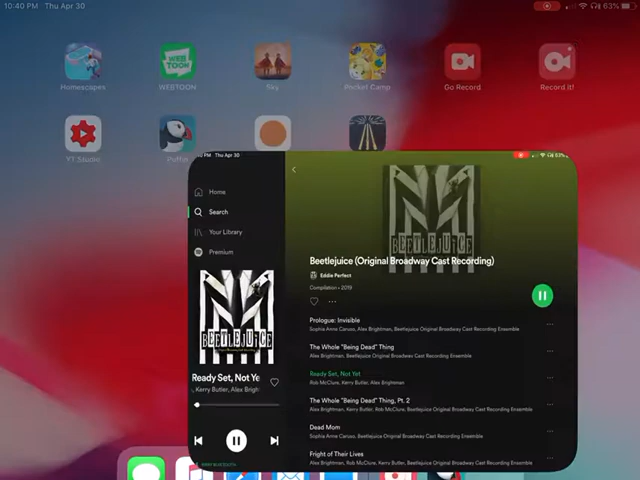 10:40 PM Thu Apr 30
63%
Homescapes
WEBTOON
Sky
Pocket Camp
Go Record
Record it!
WEB
TOON
YT Studio
Puffin
PM Thu Apr 30
63%
Home
Search
Your Library
Premium
BEETLEJUICE
Ready Set, Not Ye
, Kerry Butler, Alex Brigh
BEETLEJUICE
Beetlejuice (Original Broadway Cast Recording)
Eddie Perfect
Compilation • 2019
Prologue: Invisible
Sophia Anne Caruso, Alex Brightman, Beetlejuice Original Broadway Cast Recording Ensemble
The Whole "Being Dead" Thing
Alex Brightman, Beetlejuice Original Broadway Cast Recording Ensemble
Ready Set, Not Yet
Rob McClure, Kerry Butler, Alex Brightman
The Whole "Being Dead" Thing, Pt. 2
Alex Brightman, Kerry Butler, Rob McClure, Beetlejuice Original Broadway Cast Recording Ensemble
Dead Mom
Sophia Anne Caruso, Beetlejuice Original Broadway Cast Recording Ensemble
Fright of Their Lives
Alex Brightman, Rob McClure, Kerry Butler, Beetlejuice Original Broadway Cast Recording Ensemble